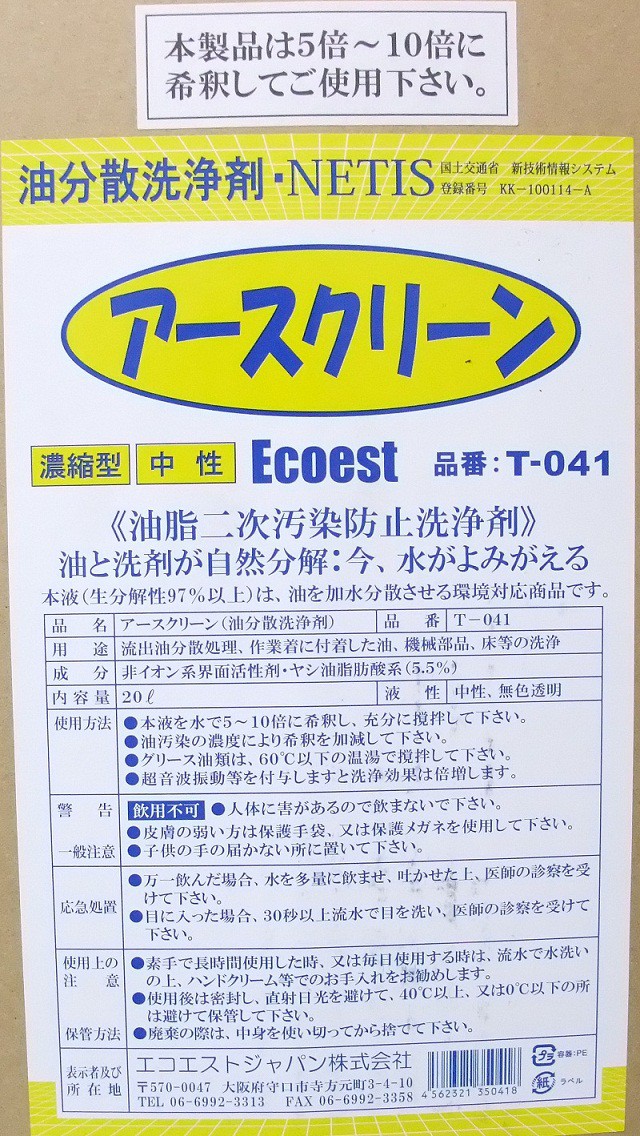 本製品は5倍～10倍に
希釈してご使用下さい。
油分散洗浄剤・NETIS 国土交通省 新技術情報システム
登録番号 KK-100114-A
アースクリーン
濃縮型 中性 Ecoest 品番：T-041
《油脂二次汚染防止洗浄剤》
油と洗剤が自然分解：今、水がよみがえる
本液（生分解性97％以上）は、油を加水分散させる環境対応商品です。
品名 アースクリーン（油分散洗浄剤） 品番 T-041
用途 流出油分散処理、作業着に付着した油、機械部品、床等の洗浄
成分 非イオン系界面活性剤・ヤシ油脂肪酸系（5.5％）
内容量 20ℓ 液性 中性、無色透明
使用方法 ●本液を水で5～10倍に希釈し、充分に撹拌して下さい。
●油汚染の濃度により希釈を加減して下さい。
●グリース油類は、60℃以下の温湯で撹拌して下さい。
●超音波振動等を付与しますと洗浄効果は倍増します。
警告 飲用不可 ●人体に害があるので飲まないで下さい。
●皮膚の弱い方は保護手袋、又は保護メガネを使用して下さい。
一般注意 ●子供の手の届かない所に置いて下さい。
応急処置 ●万一飲んだ場合、水を多量に飲ませ、吐かせた上、医師の診察を受
けて下さい。
●目に入った場合、30秒以上流水で目を洗い、医師の診察を受けて
下さい。
使用上の注意 ●素手で長時間使用した時、又は毎日使用する時は、流水で水洗い
の上、ハンドクリーム等でのお手入れをお勧めします。
●使用後は密封し、直射日光を避けて、40℃以上、又は0℃以下の所
は避けて保管して下さい。
保管方法 ●廃棄の際は、中身を使い切ってから捨てて下さい。
表示者及び所在地 エコエストジャパン株式会社
〒570-0047 大阪府守口市寺方元町3-4-10
TEL 06-6992-3313 FAX 06-6992-3358
4 562321 350418
プラ 容器：PE
紙 ラベル